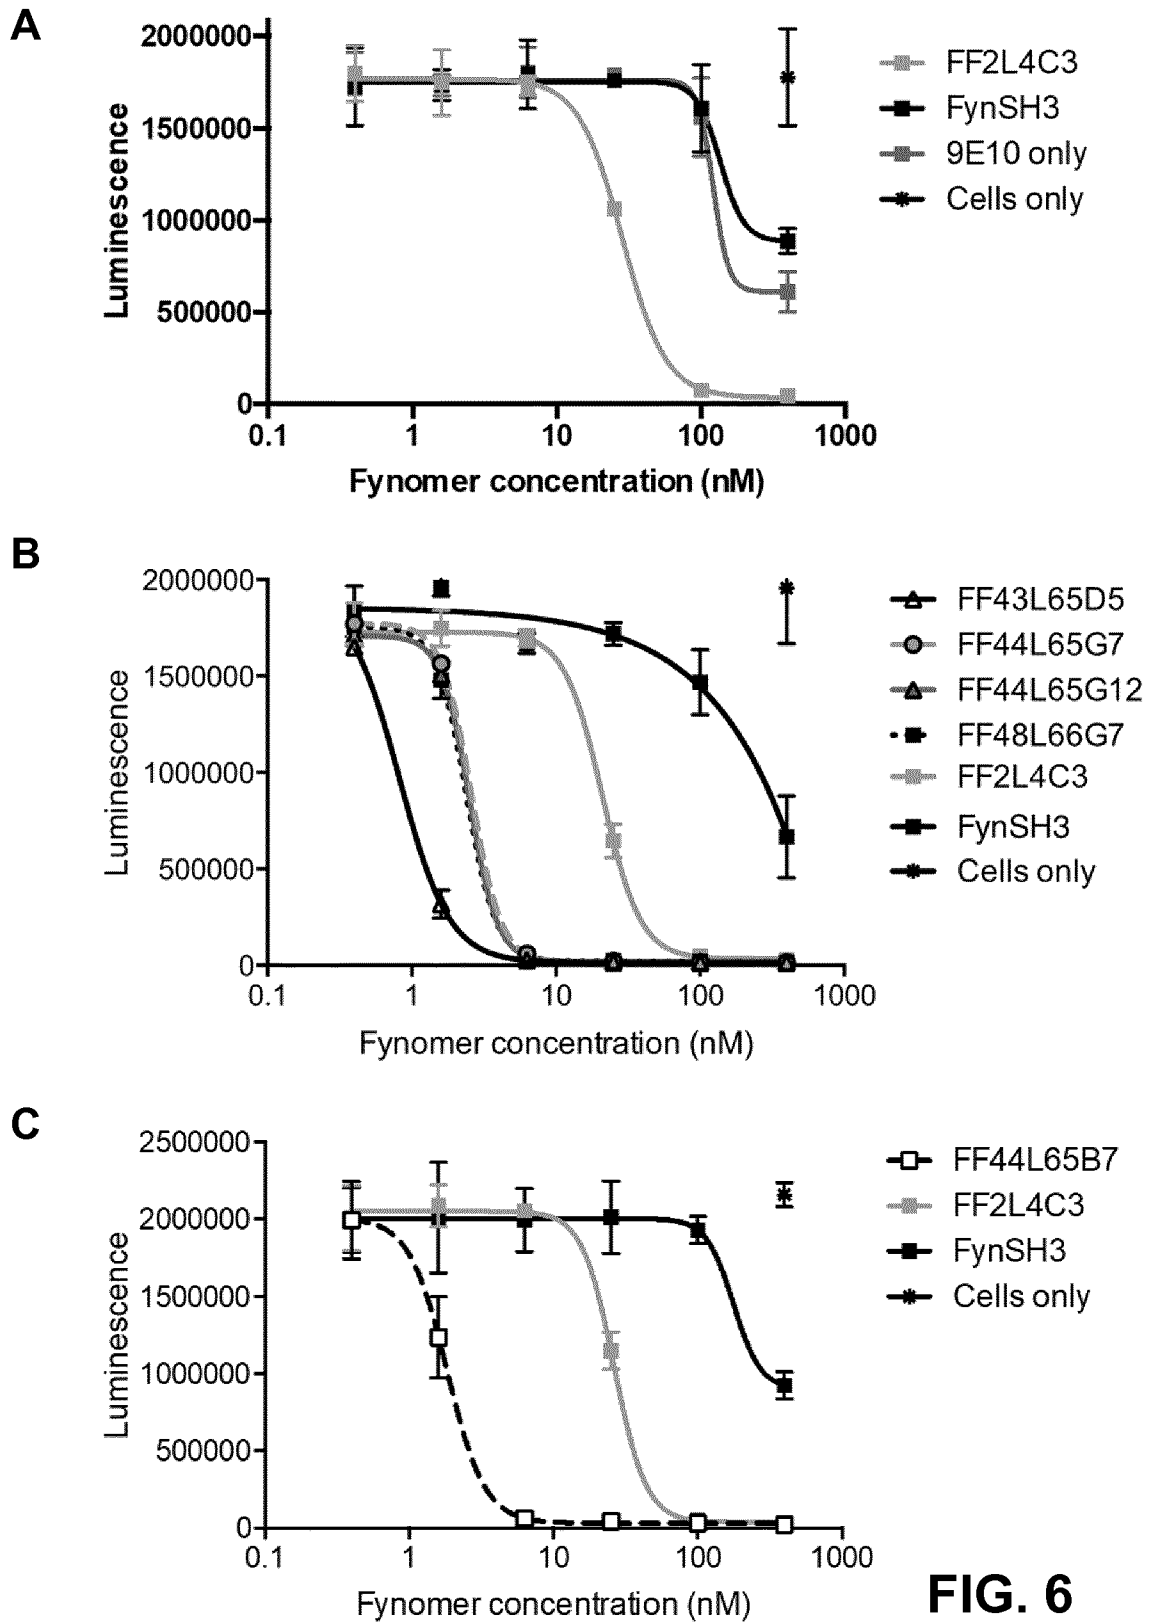 A
Luminescence
2000000
1500000
1000000
500000
0
0.1 1 10 100 1000
Fynomer concentration (nM)
FF2L4C3
FynSH3
9E10 only
Cells only
B
Luminescence
2000000
1500000
1000000
500000
0
0.1 1 10 100 1000
Fynomer concentration (nM)
FF43L65D5
FF44L65G7
FF44L65G12
FF48L66G7
FF2L4C3
FynSH3
Cells only
C
Luminescence
2500000
2000000
1500000
1000000
500000
0
0.1 1 10 100 1000
Fynomer concentration (nM)
FF44L65B7
FF2L4C3
FynSH3
Cells only
FIG. 6